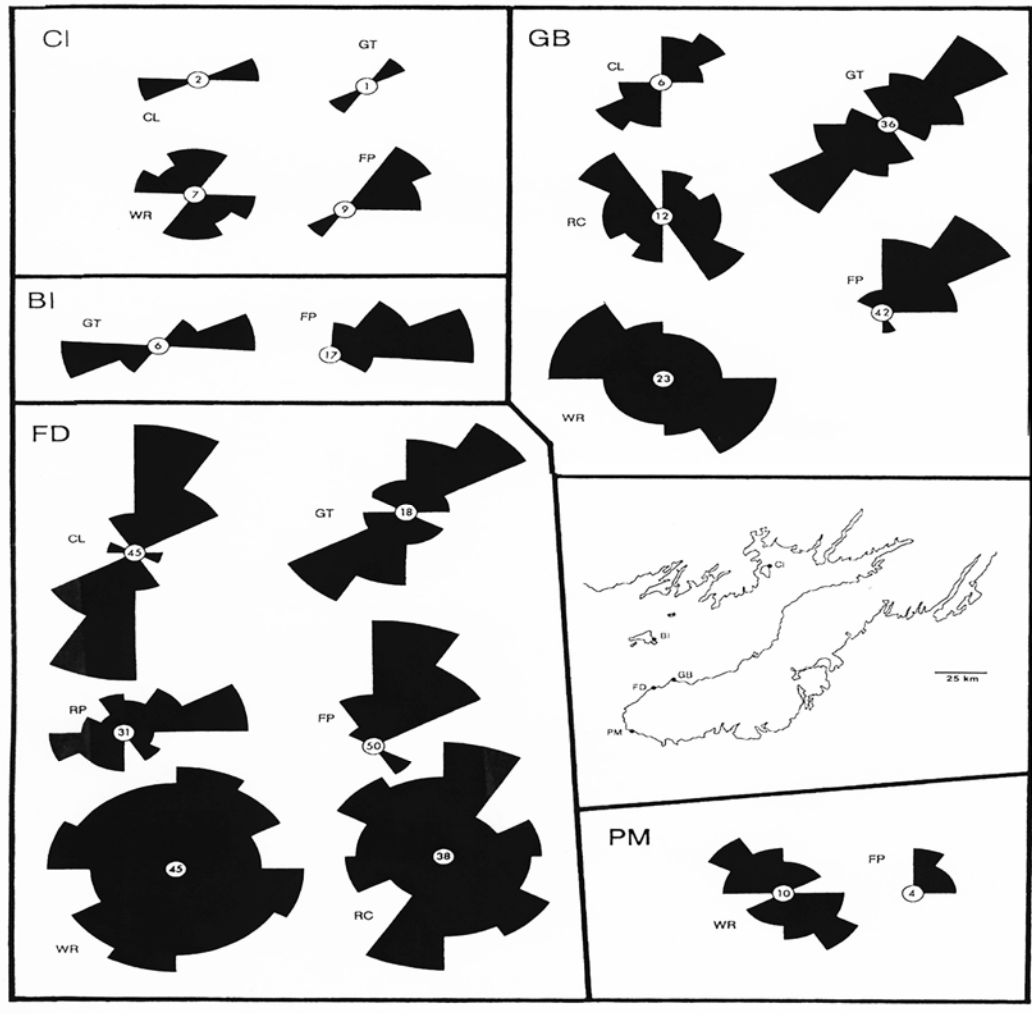 CI
GT
2
1
CL
FP
7
9
WR
BI
GT
FP
6
17
GB
CL
GT
6
36
RC
12
FP
42
23
WR
FD
CL
45
GT
18
RP
31
FP
50
45
38
WR
RC
CI
BI
GB
FD
PM
25 km
PM
FP
10
4
WR